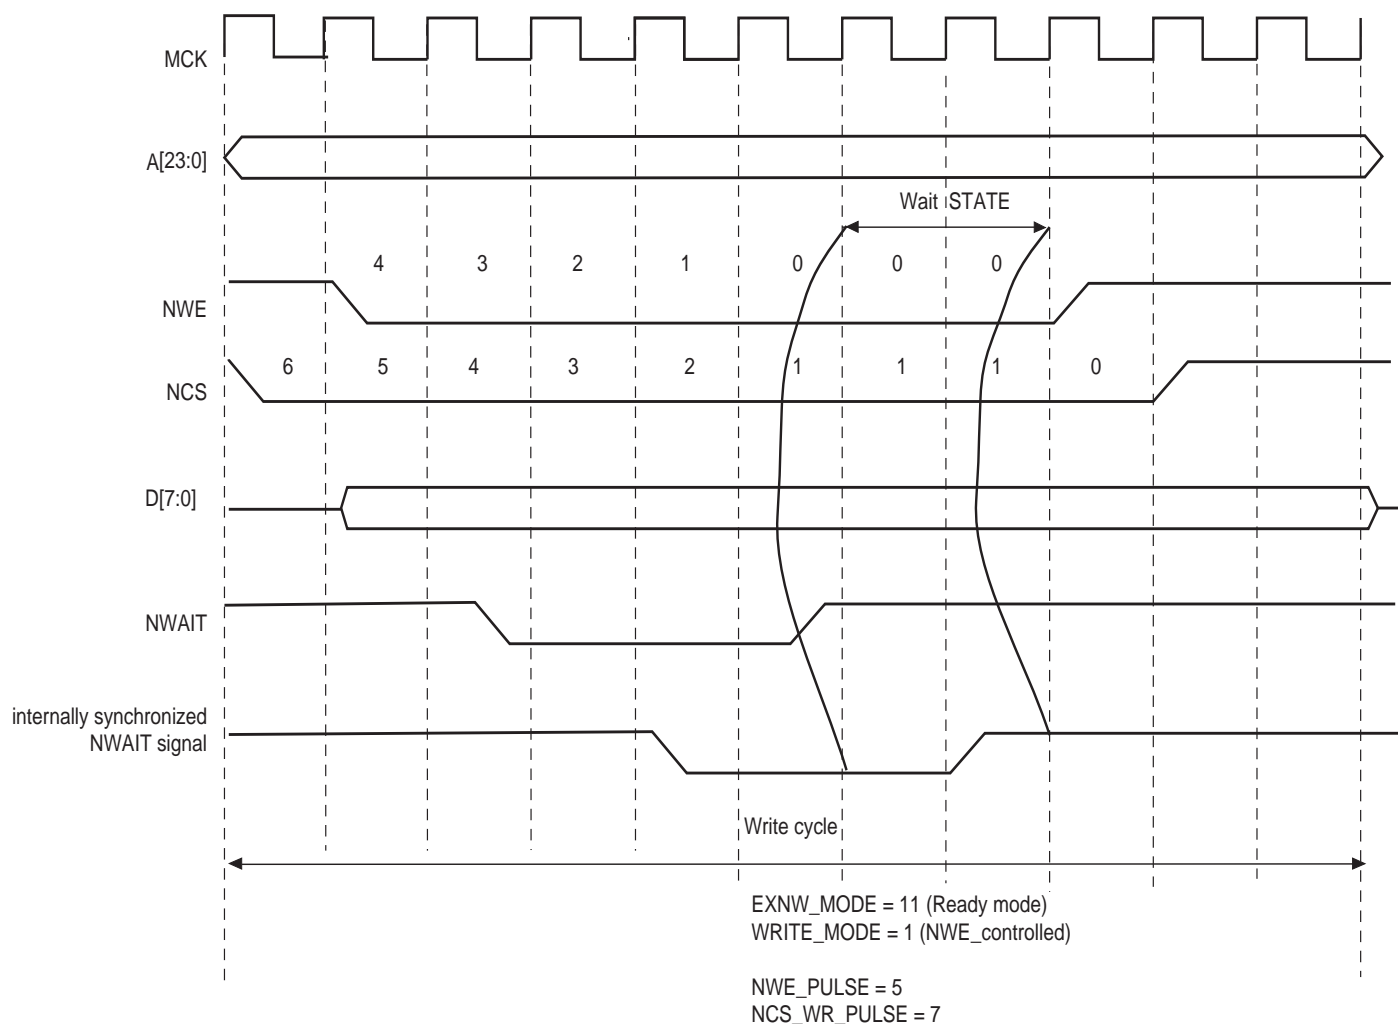 MCK
A[23:0]
Wait STATE
4 3 2 1 0 0 0
NWE
6 5 4 3 2 1 1 1 0
NCS
D[7:0]
NWAIT
internally synchronized
NWAIT signal
Write cycle
EXNW_MODE = 11 (Ready mode)
WRITE_MODE = 1 (NWE_controlled)
NWE_PULSE = 5
NCS_WR_PULSE = 7